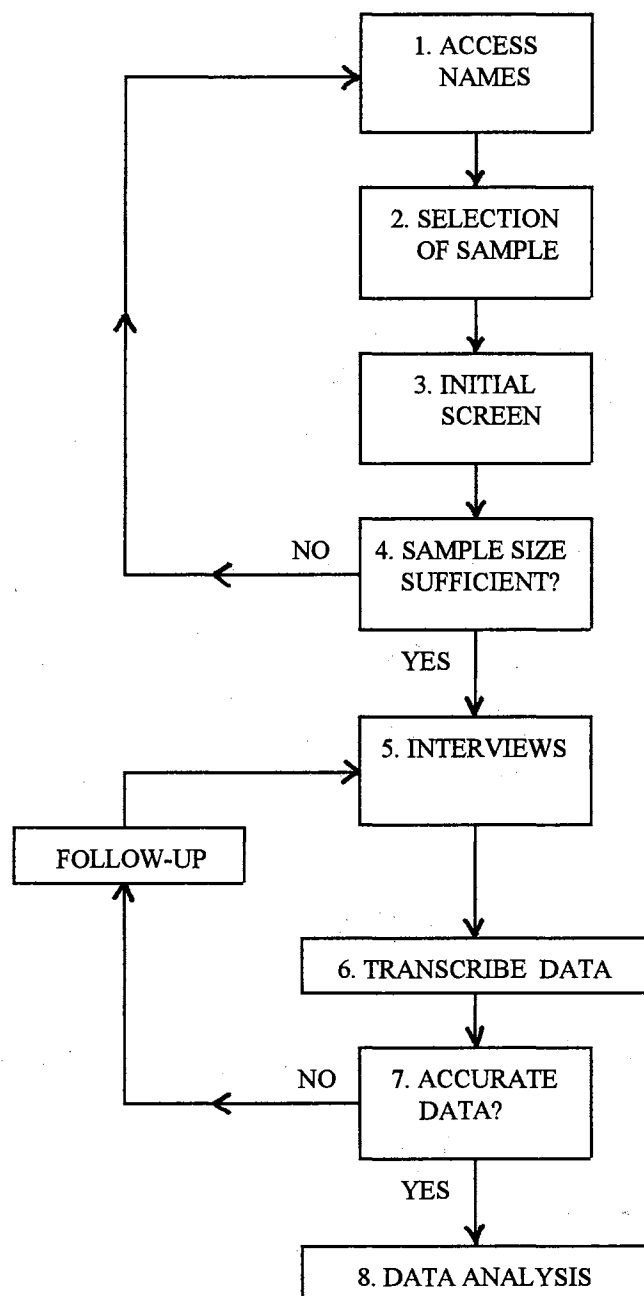 1. ACCESS
NAMES
2. SELECTION
OF SAMPLE
3. INITIAL
SCREEN
NO
4. SAMPLE SIZE
SUFFICIENT?
YES
5. INTERVIEWS
FOLLOW-UP
6. TRANSCRIBE DATA
NO
7. ACCURATE
DATA?
YES
8. DATA ANALYSIS